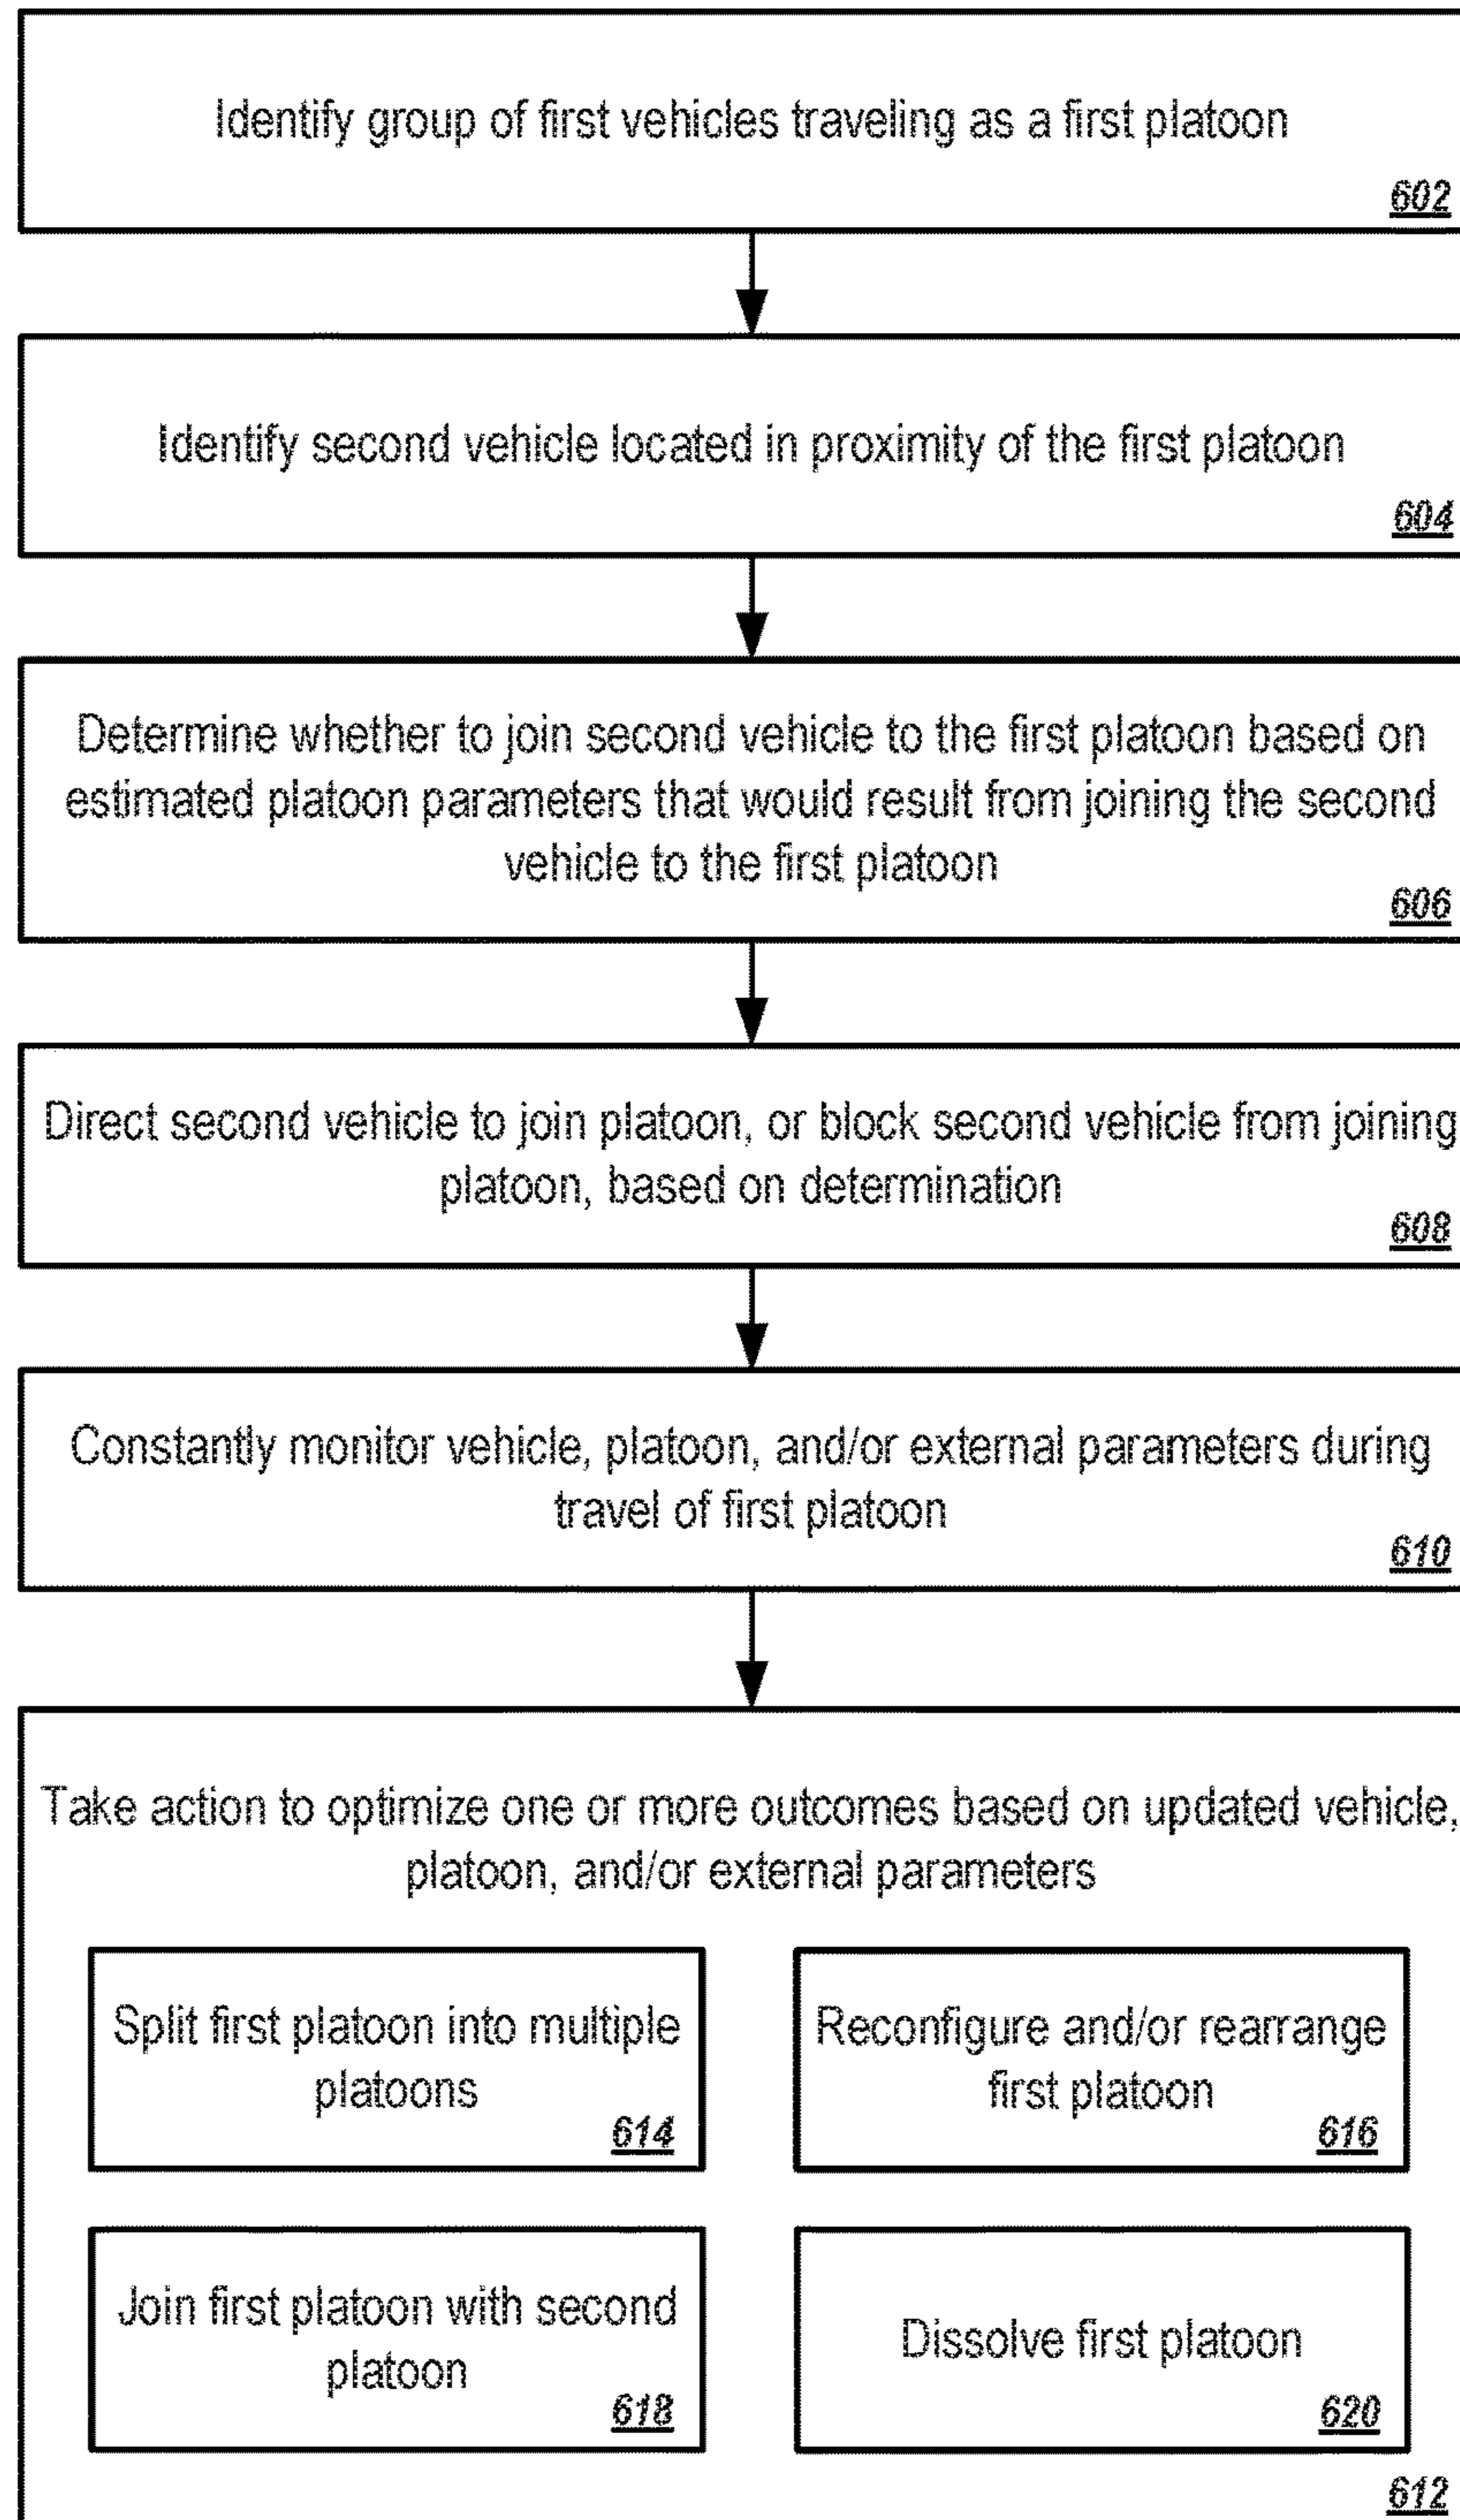 Identify group of first vehicles traveling as a first platoon
602
Identify second vehicle located in proximity of the first platoon
604
Determine whether to join second vehicle to the first platoon based on
estimated platoon parameters that would result from joining the second
vehicle to the first platoon
606
Direct second vehicle to join platoon, or block second vehicle from joining
platoon, based on determination
608
Constantly monitor vehicle, platoon, and/or external parameters during
travel of first platoon
610
Take action to optimize one or more outcomes based on updated vehicle,
platoon, and/or external parameters
Split first platoon into multiple
platoons
614
Reconfigure and/or rearrange
first platoon
616
Join first platoon with second
platoon
618
Dissolve first platoon
620
612